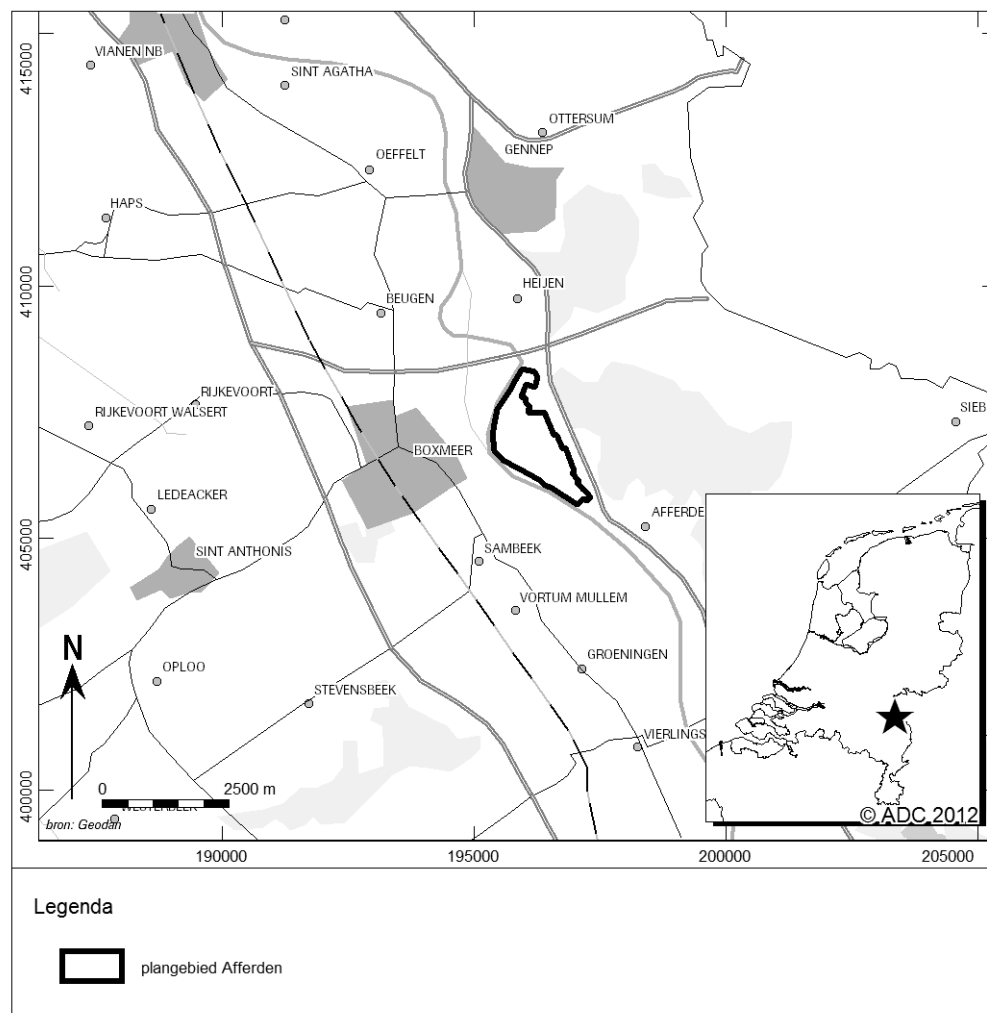 415000
VIANEN NB
SINT AGATHA
OTTERSUM
OEFFELT
GENNEP
HAPS
410000
HEIJEN
BEUGEN
RIJKEVOORT
RIJKEVOORT WALSERT
SIEB
BOXMEER
LEDEACKER
AFFERDE
405000
SINT ANTHONIS
SAMBEEK
VORTUM MULLEM
N
GROENINGEN
OPLOO
STEVENSBEEK
VIERLINGS
400000
0 2500 m
bron: Geodan
© ADC 2012
190000 195000 200000 205000
Legenda
plangebied Afferden